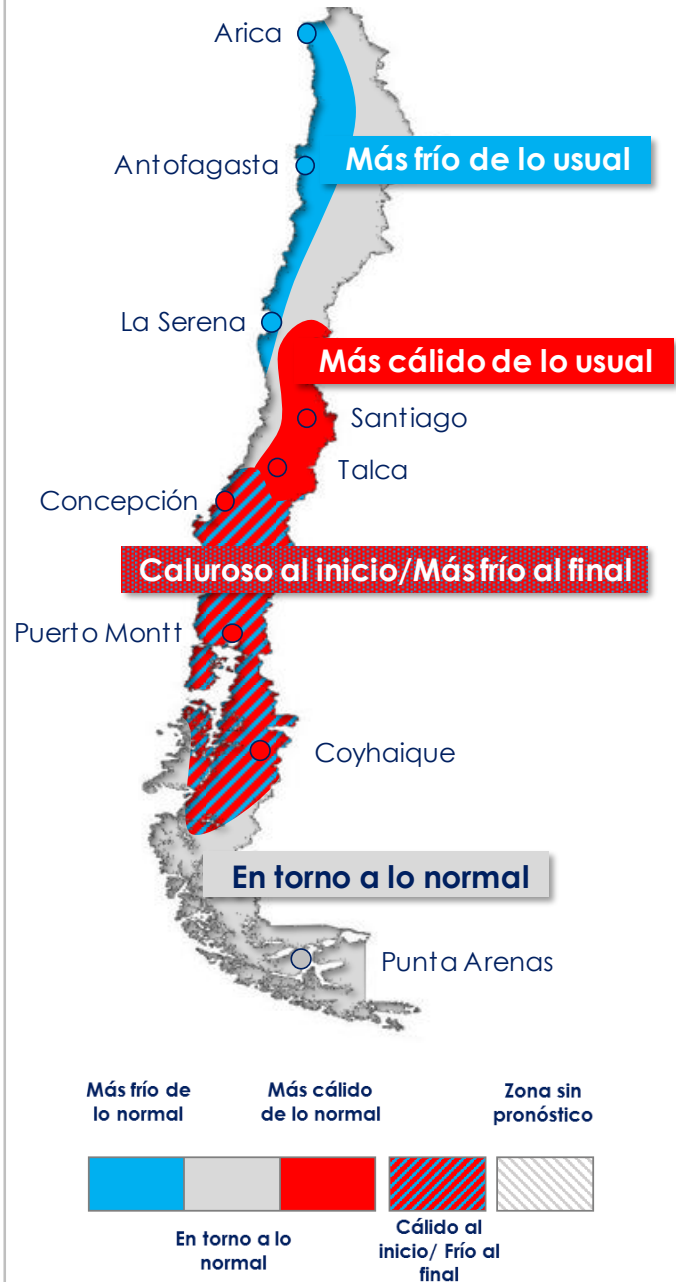 Arica
Antofagasta
Más frío de lo usual
La Serena
Más cálido de lo usual
Santiago
Talca
Concepción
Caluroso al inicio/Más frío al final
Puerto Montt
Coyhaique
En torno a lo normal
Punta Arenas
Más frío de
lo normal
Más cálido
de lo normal
Zona sin
pronóstico
En torno a lo
normal
Cálido al
inicio/ Frío al
final